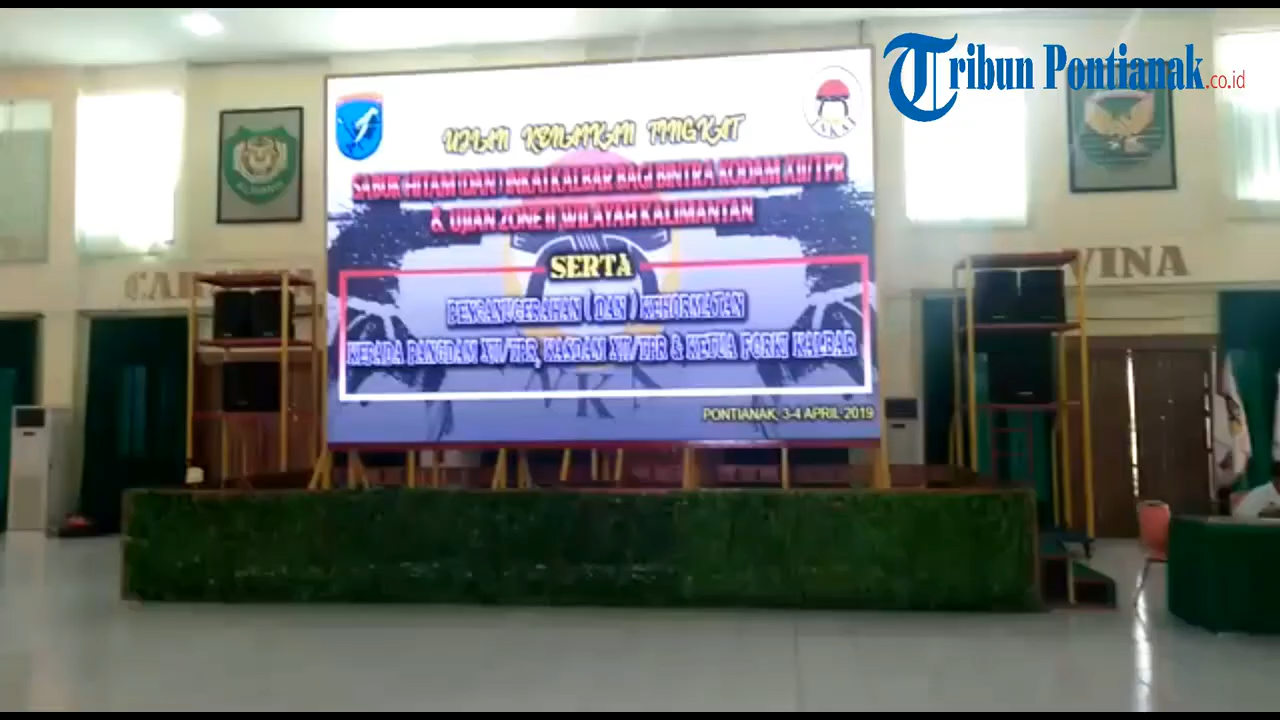 Tribun Pontianak.co.id
UJIAN KENAIKAN TINGKAT
SABUK HITAM (DAN) INKAI KALBAR BAGI BINTRA KODAM XII/TPR
& UJIAN ZONE II WILAYAH KALIMANTAN
SERTA
PENGANUGERAHAN ( DAN ) KEHORMATAN
KEPADA PANGDAM XII/TPR, KASDAM XII/TPR & KETUA FORKI KALBAR
PONTIANAK, 3-4 APRIL 2019
VINA